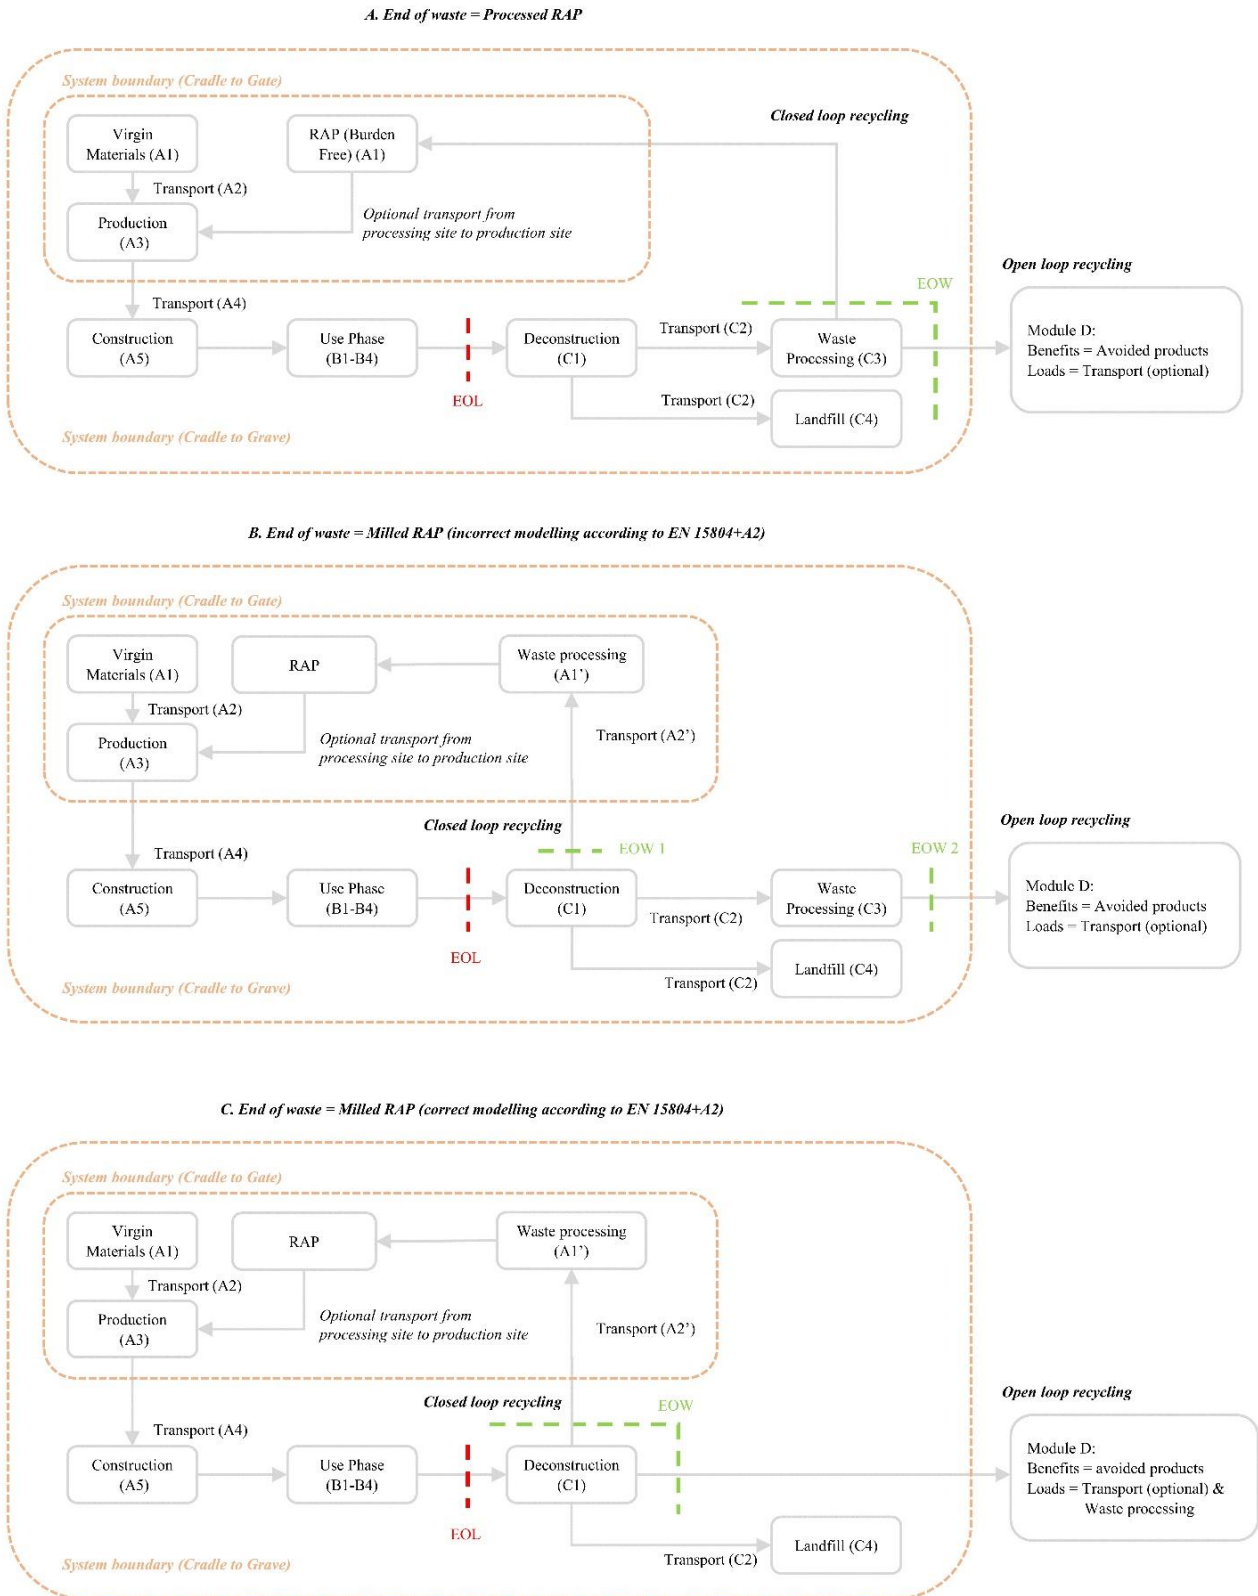 A. End of waste = Processed RAP
System boundary (Cradle to Gate)
Closed loop recycling
Virgin
Materials (A1)
RAP (Burden
Free) (A1)
Transport (A2)
Production
(A3)
Optional transport from
processing site to production site
Open loop recycling
EOW
Transport (A4)
Construction
(A5)
Use Phase
(B1-B4)
Deconstruction
(C1)
Transport (C2)
Waste
Processing (C3)
Module D:
Benefits = Avoided products
Loads = Transport (optional)
EOL
Transport (C2)
Landfill (C4)
System boundary (Cradle to Grave)
B. End of waste = Milled RAP (incorrect modelling according to EN 15804+A2)
System boundary (Cradle to Gate)
Virgin
Materials (A1)
RAP
Waste processing
(A1’)
Transport (A2)
Production
(A3)
Optional transport from
processing site to production site
Transport (A2’)
Closed loop recycling
Open loop recycling
EOW 1
EOW 2
Transport (A4)
Construction
(A5)
Use Phase
(B1-B4)
Deconstruction
(C1)
Transport (C2)
Waste
Processing (C3)
Module D:
Benefits = Avoided products
Loads = Transport (optional)
EOL
Transport (C2)
Landfill (C4)
System boundary (Cradle to Grave)
C. End of waste = Milled RAP (correct modelling according to EN 15804+A2)
System boundary (Cradle to Gate)
Virgin
Materials (A1)
RAP
Waste processing
(A1’)
Transport (A2)
Production
(A3)
Optional transport from
processing site to production site
Transport (A2’)
Closed loop recycling
Open loop recycling
EOW
Transport (A4)
Construction
(A5)
Use Phase
(B1-B4)
Deconstruction
(C1)
Module D:
Benefits = avoided products
Loads = Transport (optional) &
Waste processing
EOL
Transport (C2)
Landfill (C4)
System boundary (Cradle to Grave)